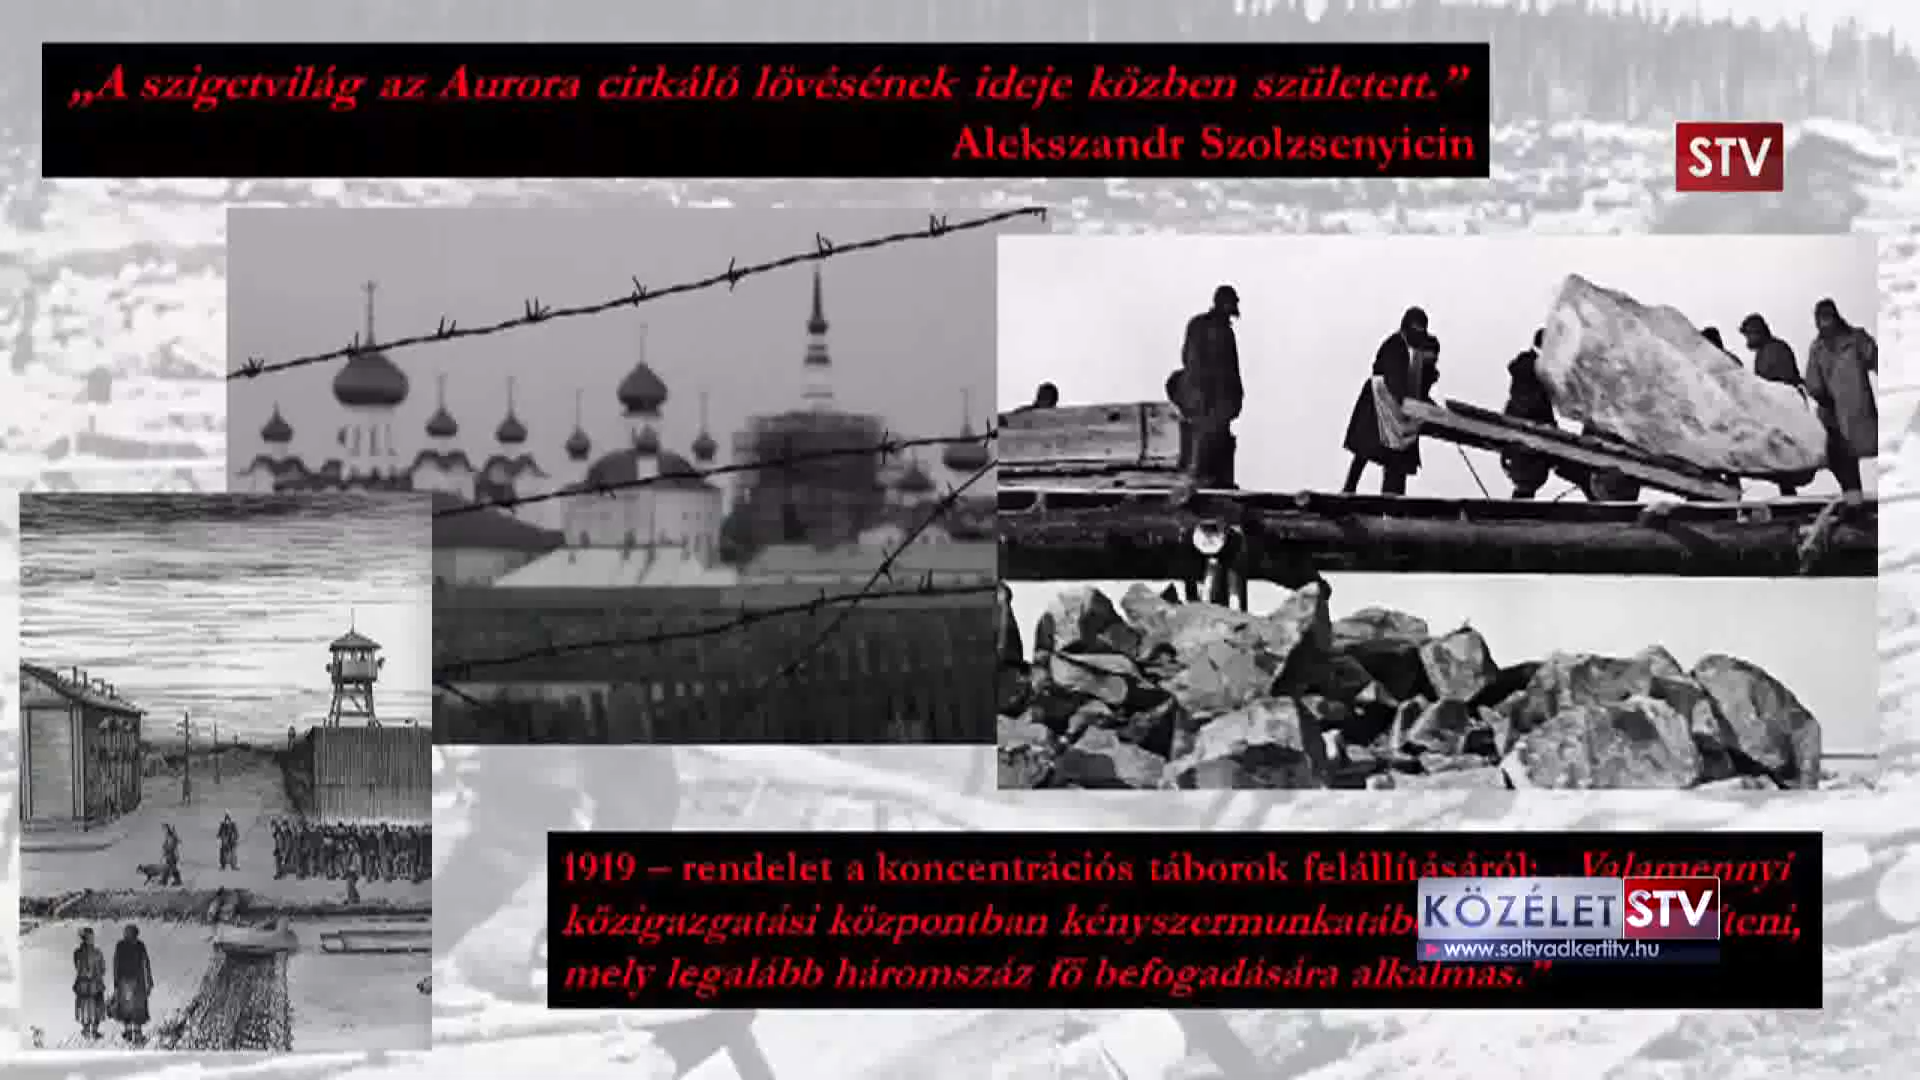 „A szigetvilág az Aurora cirkáló lövésének ideje közben született.”
Alekszandr Szolzsenyicin
STV
1919 – rendelet a koncentrációs táborok felállításáról: „Valamennyi
közigazgatási központban
mely legalább háromszáz fő befogadására alkalmas.”
KÖZÉLET STV
www.soltvadkertitv.hu